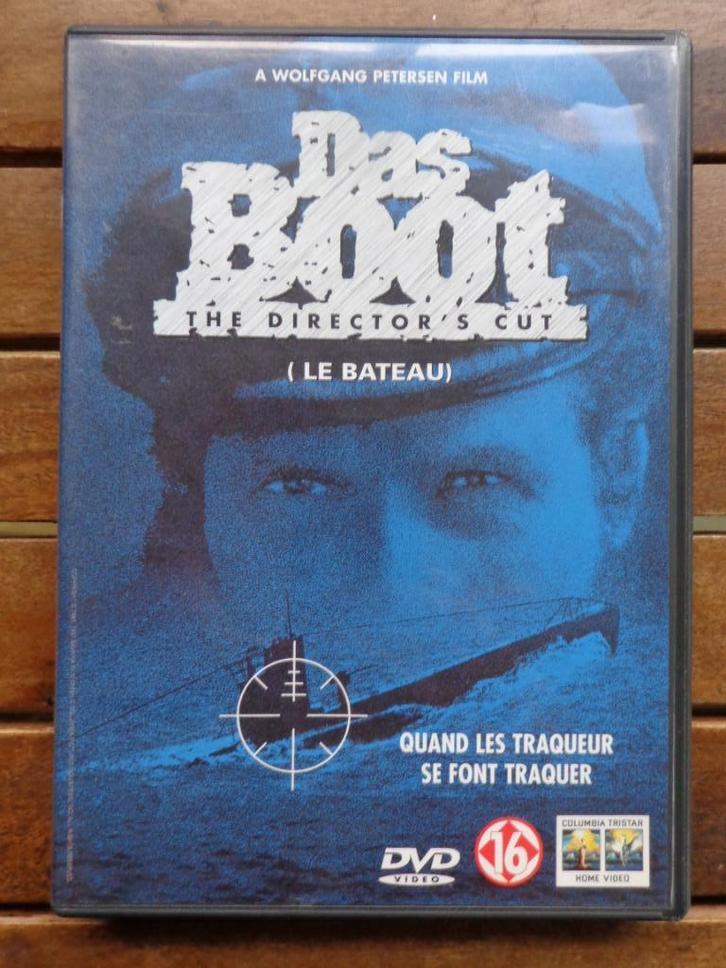 A WOLFGANG PETERSEN FILM
Das
Boot
THE DIRECTOR'S CUT
( LE BATEAU)
QUAND LES TRAQUEUR
SE FONT TRAQUER
DVD
VIDEO
16
COLUMBIA TRISTAR
HOME VIDEO